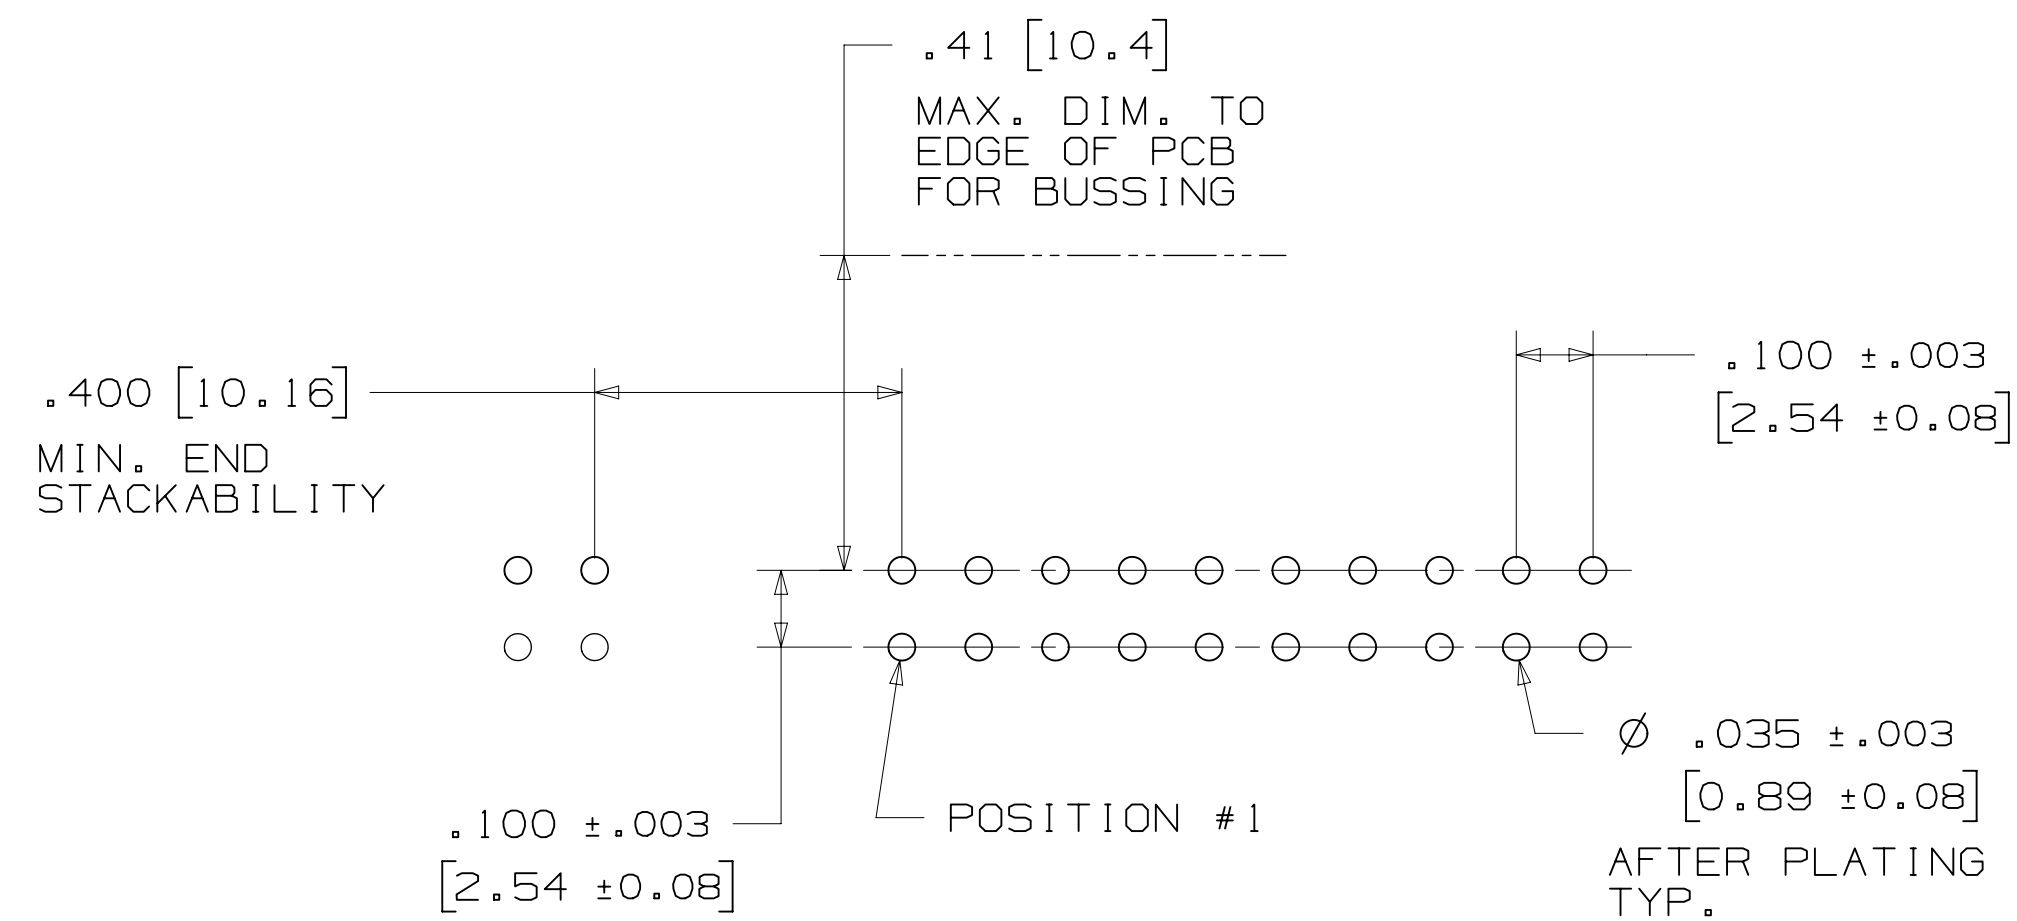 .41 [10.4]
MAX. DIM. TO
EDGE OF PCB
FOR BUSSING
.400 [10.16]
MIN. END
STACKABILITY
.100 ±.003
[2.54 ±0.08]
Ø .035 ±.003
[0.89 ±0.08]
AFTER PLATING
TYP.
POSITION #1
.100 ±.003
[2.54 ±0.08]